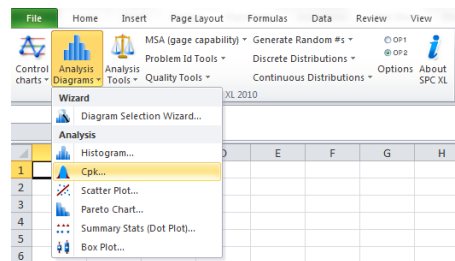 File Home Insert Page Layout Formulas Data Review View
MSA (gage capability) Generate Random #s OP1
Problem Id Tools Discrete Distributions OP2
Control charts Analysis Diagrams Analysis Tools Quality Tools Continuous Distributions Options About SPC XL
XL 2010
Wizard
Diagram Selection Wizard...
Analysis
Histogram...
Cpk...
Scatter Plot...
Pareto Chart...
Summary Stats (Dot Plot)...
Box Plot...
E F G H
1
2
3
4
5
6